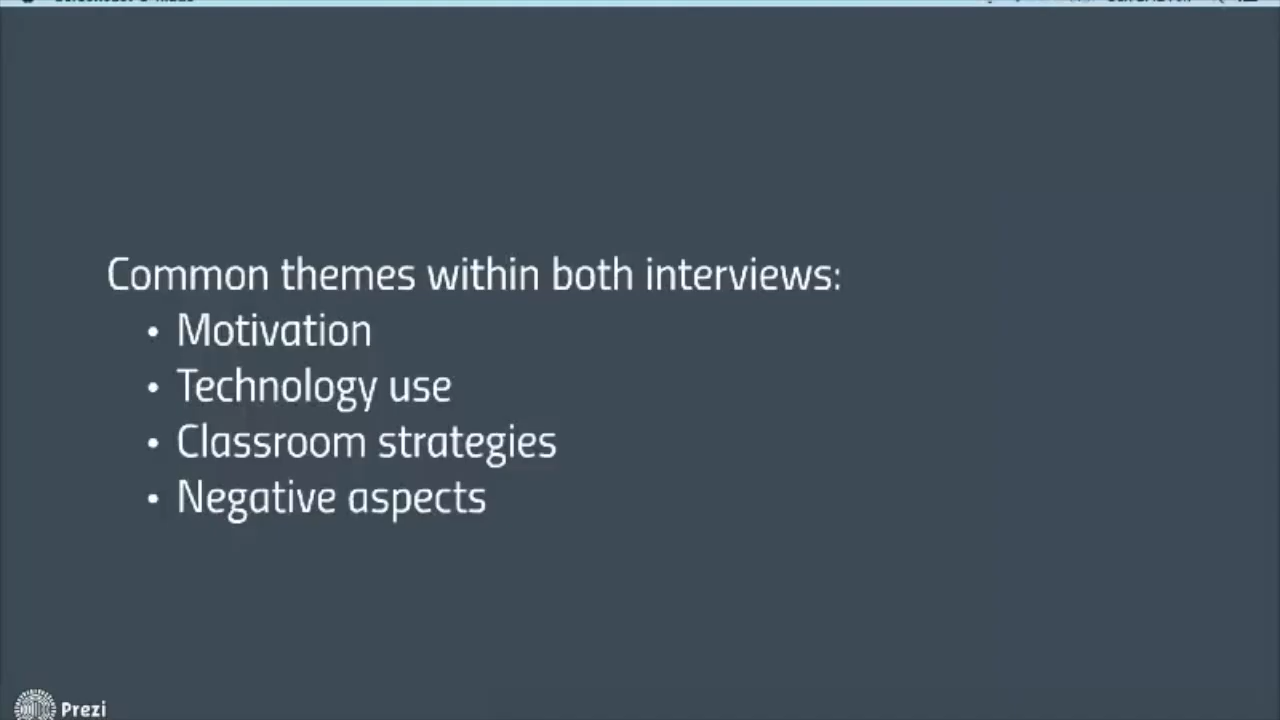 Common themes within both interviews:
• Motivation
• Technology use
• Classroom strategies
• Negative aspects
Prezi